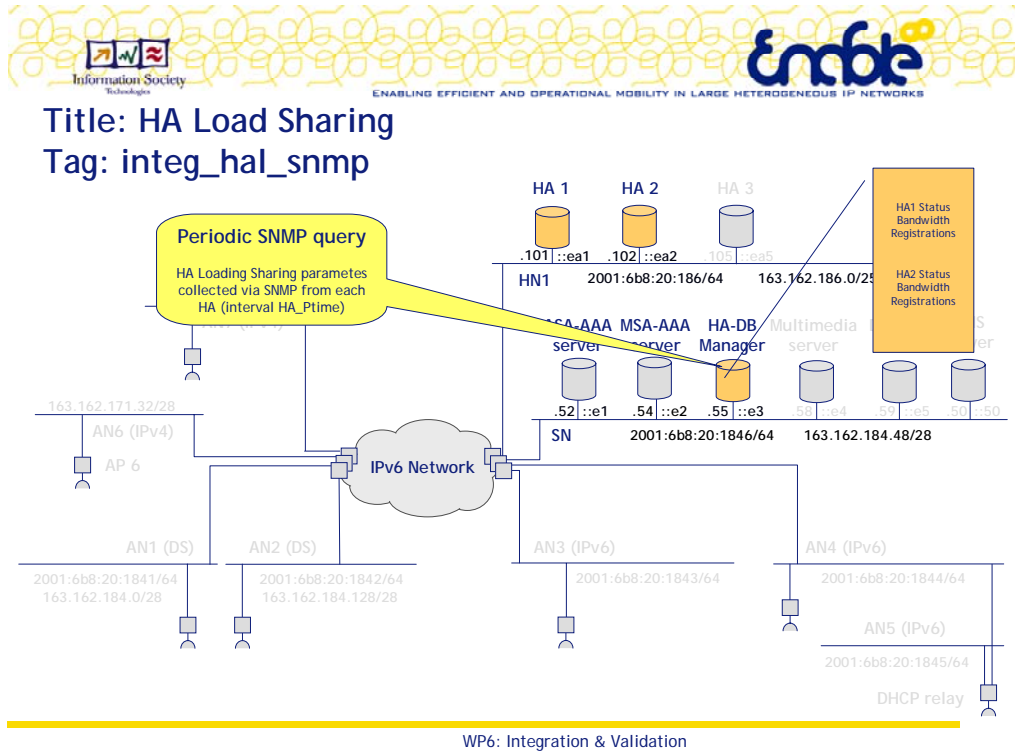 Information Society
Technologies
Enable
ENABLING EFFICIENT AND OPERATIONAL MOBILITY IN LARGE HETEROGENEOUS IP NETWORKS
Title: HA Load Sharing
Tag: integ_hal_snmp
HA 1
HA 2
HA 3
HA1 Status
Bandwidth
Registrations
HA2 Status
Bandwidth
Registrations
Periodic SNMP query
HA Loading Sharing parametes
collected via SNMP from each
HA (interval HA_Ptime)
.101 ::ea1
.102 ::ea2
.105 ::ea5
HN1
2001:6b8:20:186/64
163.162.186.0/25
MSA-AAA
server
HA-DB
Manager
Multimedia
server
server
.52 ::e1
.54 ::e2
.55 ::e3
.58 ::e4
.59 ::e5
.50 ::50
SN
2001:6b8:20:1846/64
163.162.184.48/28
163.162.171.32/28
AN6 (IPv4)
AP 6
IPv6 Network
AN1 (DS)
AN2 (DS)
AN3 (IPv6)
AN4 (IPv6)
2001:6b8:20:1841/64
163.162.184.0/28
2001:6b8:20:1842/64
163.162.184.128/28
2001:6b8:20:1843/64
2001:6b8:20:1844/64
AN5 (IPv6)
2001:6b8:20:1845/64
DHCP relay
WP6: Integration & Validation